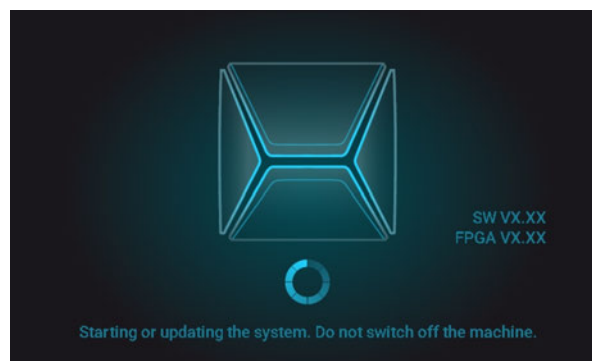 SW VX.XX
FPGA VX.XX
Starting or updating the system. Do not switch off the machine.